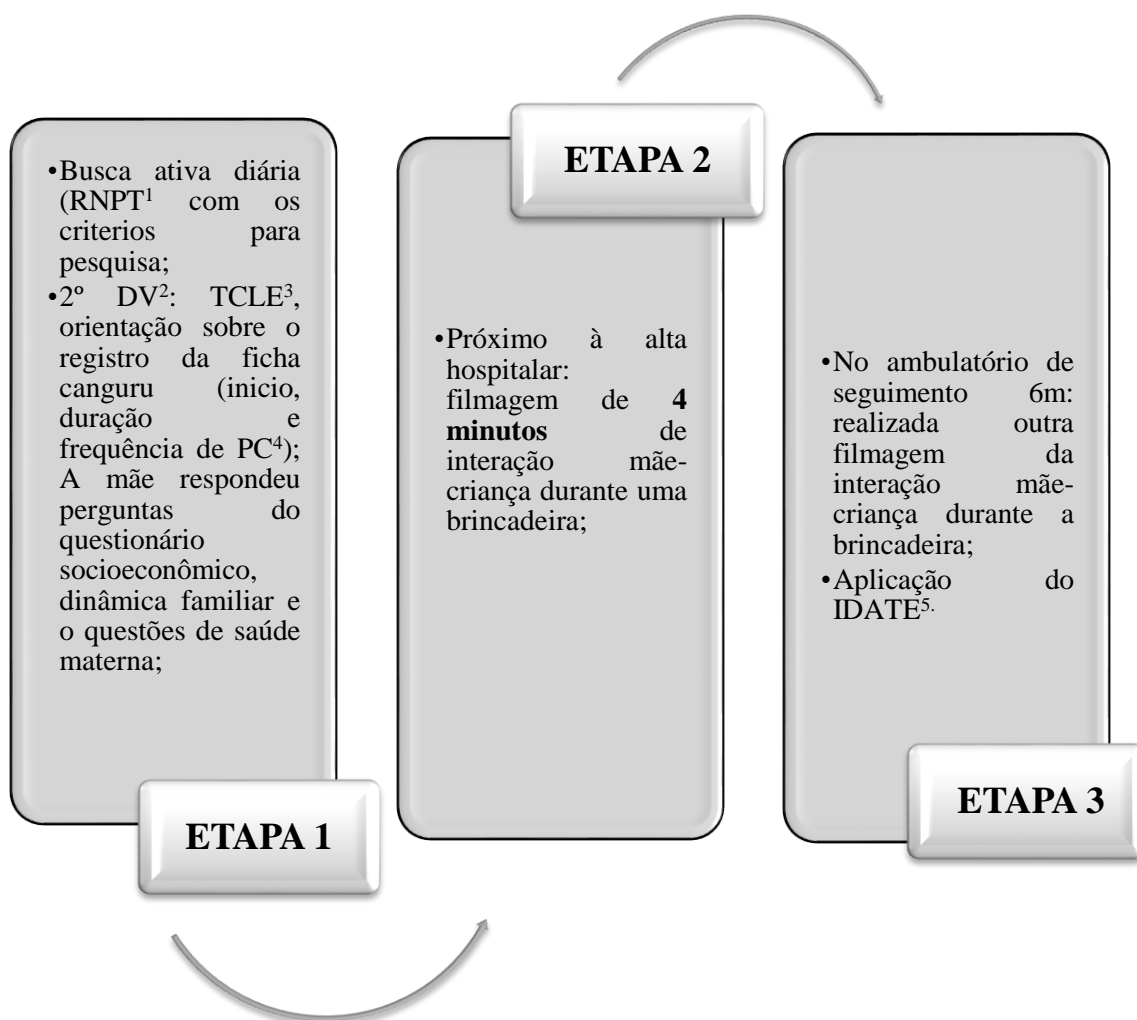 •Busca ativa diária
(RNPT¹ com os
criterios para
pesquisa;
•2º DV²: TCLE³,
orientação sobre o
registro da ficha
canguru (inicio,
duração e
frequência de PC⁴);
A mãe respondeu
perguntas do
questionário
socioeconômico,
dinâmica familiar e
o questões de saúde
materna;
ETAPA 1
ETAPA 2
•Próximo à alta
hospitalar:
filmagem de 4
minutos de
interação mãe-
criança durante uma
brincadeira;
•No ambulatório de
seguimento 6m:
realizada outra
filmagem da
interação mãe-
criança durante a
brincadeira;
•Aplicação do
IDATE⁵.
ETAPA 3